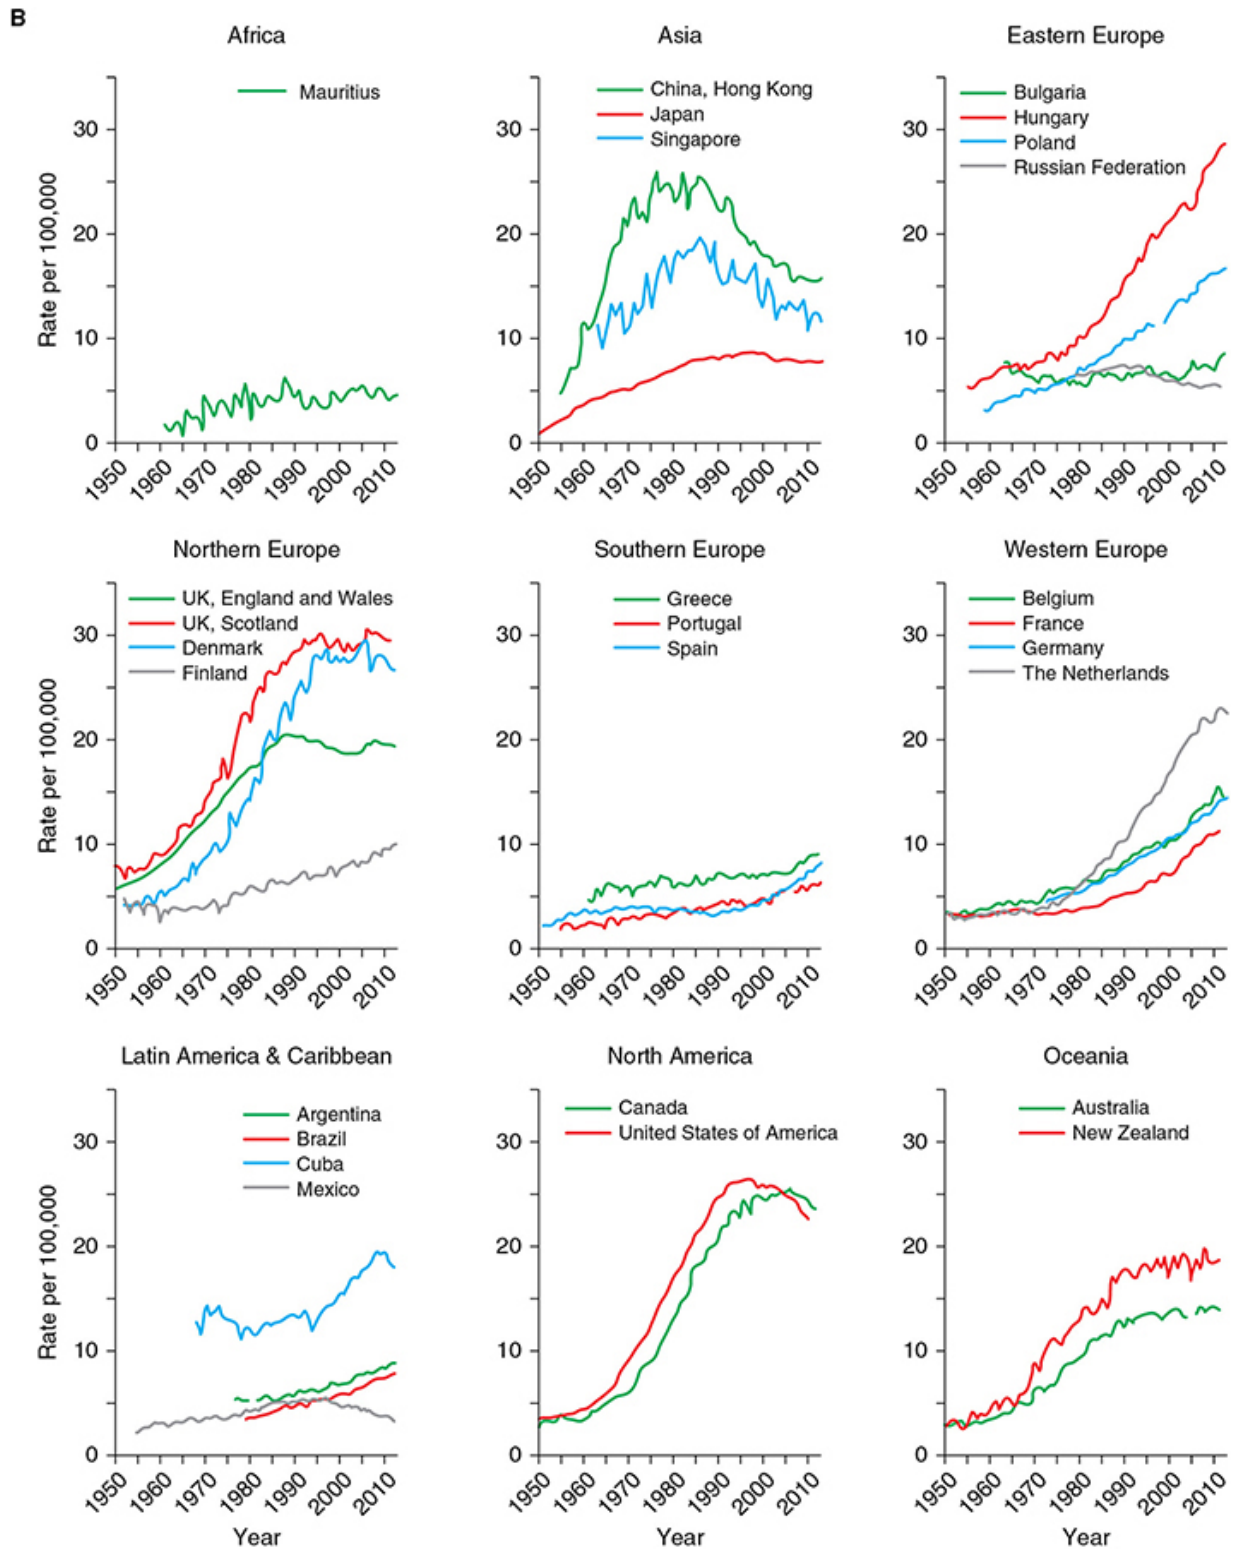 B
Africa
Mauritius
Rate per 100,000
30
20
10
0
1950 1960 1970 1980 1990 2000 2010
Asia
China, Hong Kong
Japan
Singapore
30
20
10
0
1950 1960 1970 1980 1990 2000 2010
Eastern Europe
Bulgaria
Hungary
Poland
Russian Federation
30
20
10
0
1950 1960 1970 1980 1990 2000 2010
Northern Europe
UK, England and Wales
UK, Scotland
Denmark
Finland
Rate per 100,000
30
20
10
0
1950 1960 1970 1980 1990 2000 2010
Southern Europe
Greece
Portugal
Spain
30
20
10
0
1950 1960 1970 1980 1990 2000 2010
Western Europe
Belgium
France
Germany
The Netherlands
30
20
10
0
1950 1960 1970 1980 1990 2000 2010
Latin America & Caribbean
Argentina
Brazil
Cuba
Mexico
Rate per 100,000
30
20
10
0
1950 1960 1970 1980 1990 2000 2010
Year
North America
Canada
United States of America
30
20
10
0
1950 1960 1970 1980 1990 2000 2010
Year
Oceania
Australia
New Zealand
30
20
10
0
1950 1960 1970 1980 1990 2000 2010
Year